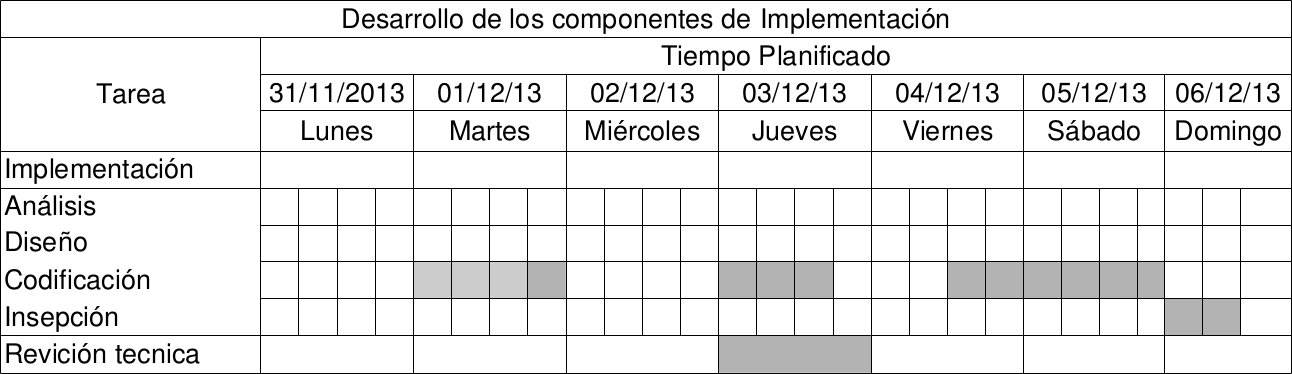 Desarrollo de los componentes de Implementación
Tarea
Tiempo Planificado
31/11/2013 01/12/13 02/12/13 03/12/13 04/12/13 05/12/13 06/12/13
Lunes Martes Miércoles Jueves Viernes Sábado Domingo
Implementación
Análisis
Diseño
Codificación
Insepción
Revición tecnica